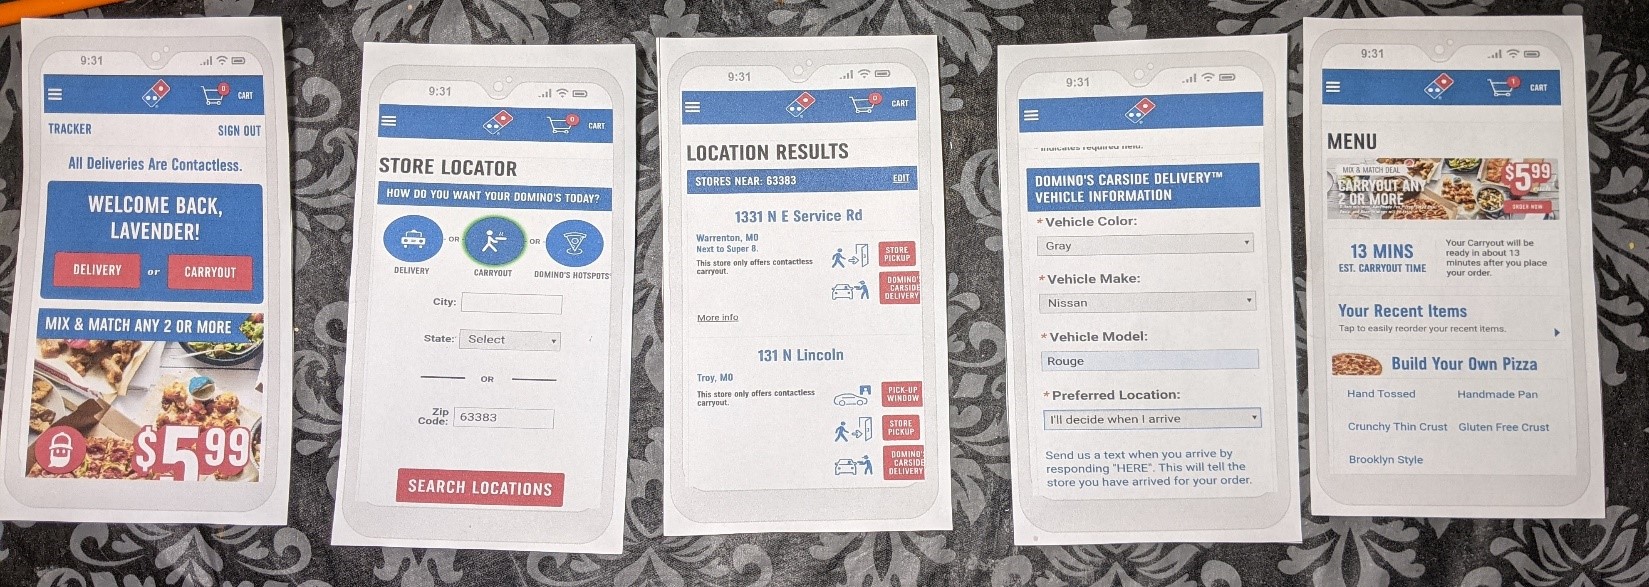 9:31
0
CART
TRACKER
SIGN OUT
All Deliveries Are Contactless.
WELCOME BACK,
LAVENDER!
DELIVERY or CARRYOUT
MIX & MATCH ANY 2 OR MORE
$5.99
9:31
0
CART
STORE LOCATOR
HOW DO YOU WANT YOUR DOMINO'S TODAY?
OR
OR
DELIVERY
CARRYOUT
DOMINO'S HOTSPOTS
City:
State:
Select
OR
Zip
Code:
63383
SEARCH LOCATIONS
9:31
0
CART
LOCATION RESULTS
STORES NEAR: 63383
EDIT
1331 N E Service Rd
Warrenton, MO
Next to Super 8.
This store only offers contactless
carryout.
STORE
PICKUP
DOMINO'S
CARSIDE
DELIVERY
More info
131 N Lincoln
Troy, MO
This store only offers contactless
carryout.
PICK-UP
WINDOW
STORE
PICKUP
DOMINO'S
CARSIDE
DELIVERY
9:31
indicates required field.
DOMINO'S CARSIDE DELIVERY™
VEHICLE INFORMATION
*Vehicle Color:
Gray
*Vehicle Make:
Nissan
*Vehicle Model:
Rouge
*Preferred Location:
I'll decide when I arrive
Send us a text when you arrive by
responding "HERE". This will tell the
store you have arrived for your order.
9:31
1
CART
MENU
MIX & MATCH DEAL
CARRYOUT ANY
2 OR MORE
$5.99
ORDER NOW
13 MINS
EST. CARRYOUT TIME
Your Carryout will be
ready in about 13
minutes after you place
your order.
Your Recent Items
Tap to easily reorder your recent items.
Build Your Own Pizza
Hand Tossed
Handmade Pan
Crunchy Thin Crust
Gluten Free Crust
Brooklyn Style